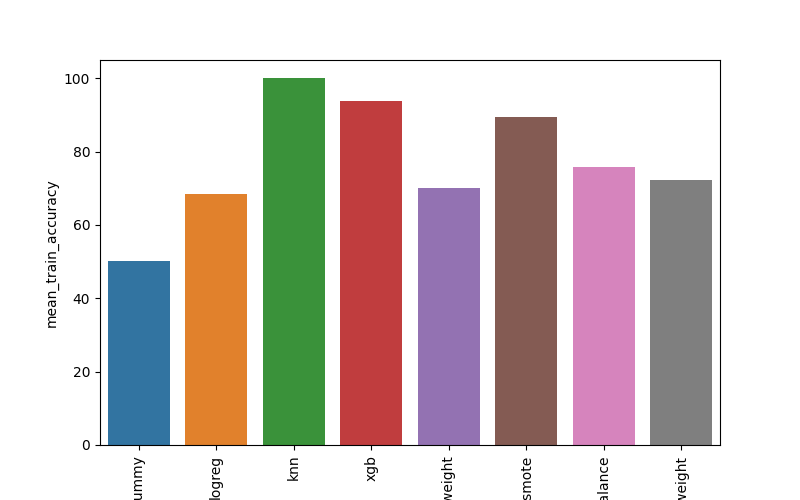 mean_train_accuracy
100
80
60
40
20
0
ummy
logreg
knn
xgb
weight
smote
alance
weight